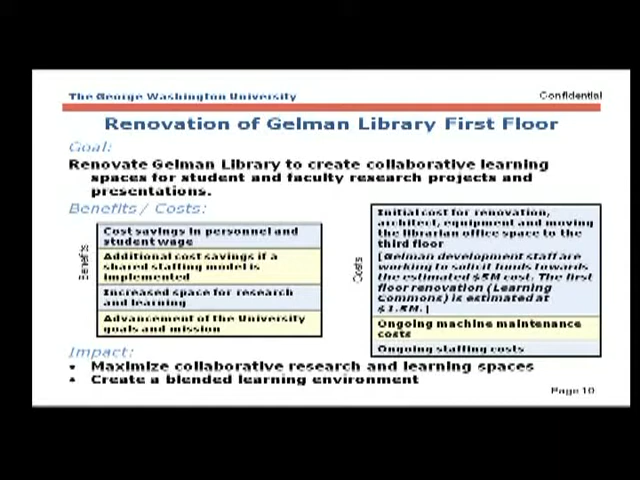 The George Washington University
Confidential
Renovation of Gelman Library First Floor
Goal:
Renovate Gelman Library to create collaborative learning
spaces for student and faculty research projects and
presentations.
Benefits / Costs:
Benefits
Cost savings in personnel and
student wage
Additional cost savings if a
shared staffing model is
implemented
Increased space for research
and learning
Advancement of the University
goals and mission
Costs
Initial cost for renovation,
architect, equipment and moving
the librarian office space to the
third floor
[Gelman development staff are
working to solicit funds towards
the estimated $5M cost. The first
floor renovation (Learning
Commons) is estimated at
$1.5M.]
Ongoing machine maintenance
costs
Ongoing staffing costs
Impact:
• Maximize collaborative research and learning spaces
• Create a blended learning environment
Page 10